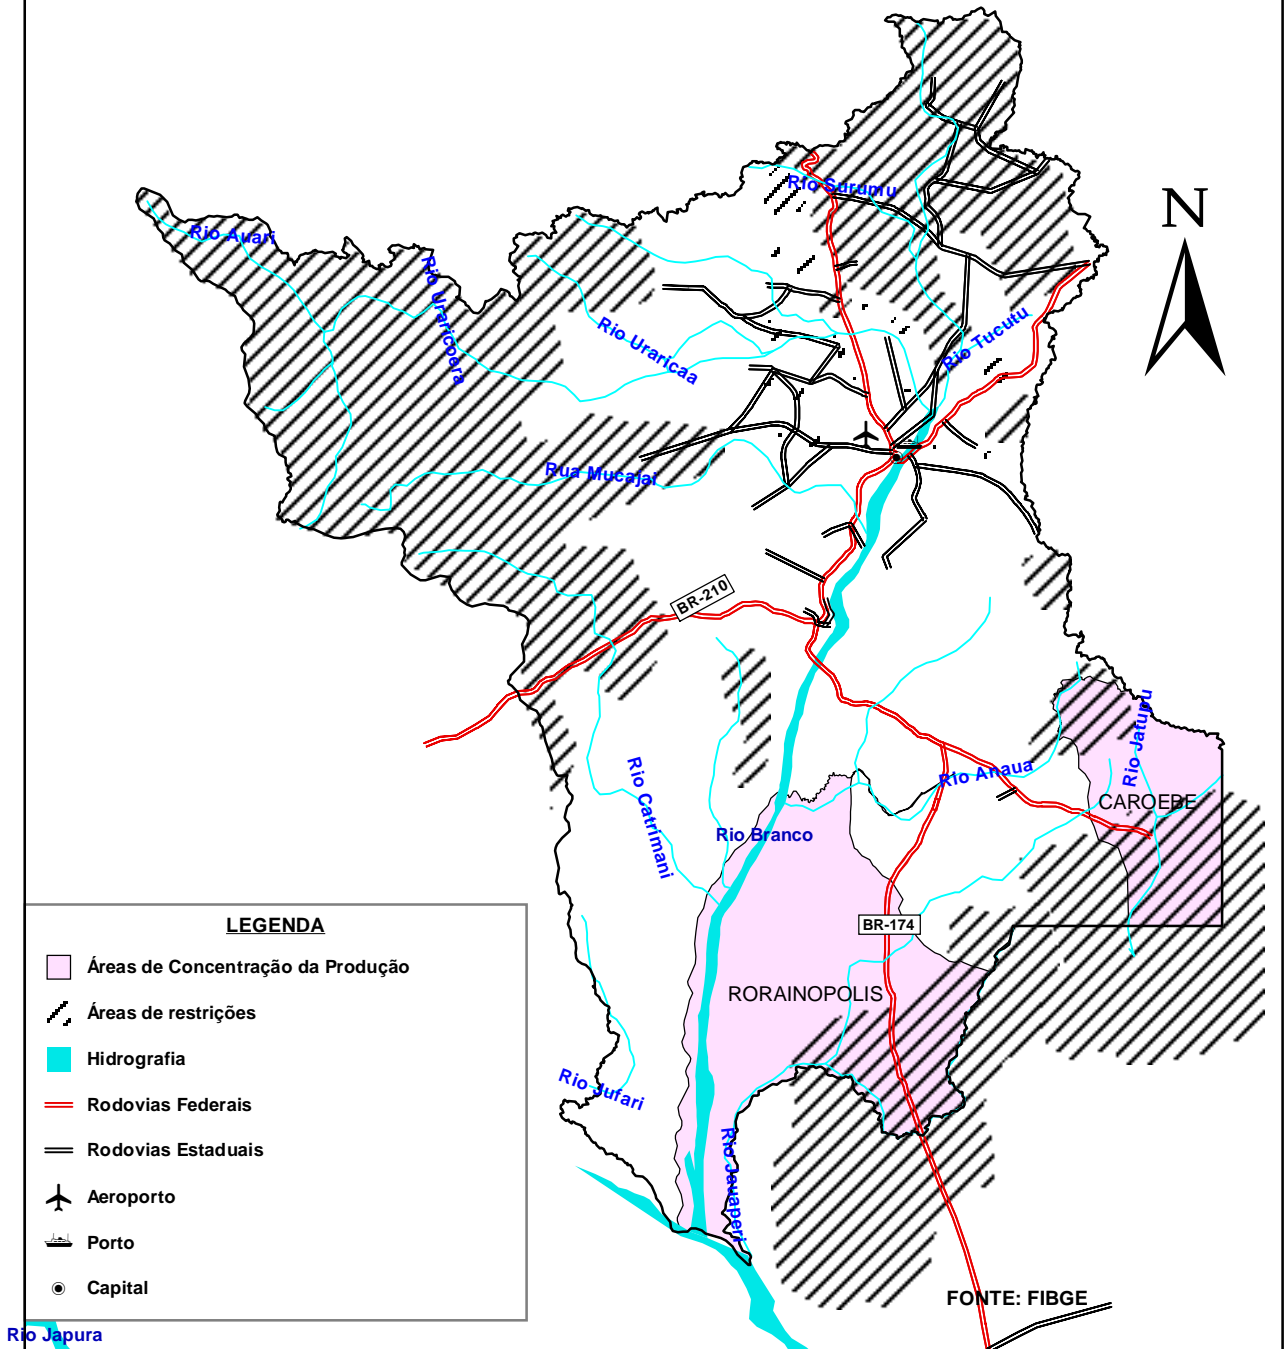 N
Rio Surumu
Rio Auari
Rio Uraricoera
Rio Uraricaa
Rio Tucutu
Rua Mucajai
BR-210
Rio Jatupu
Rio Anaua
CAROEBE
Rio Catrimani
Rio Branco
BR-174
RORAINOPOLIS
Rio Jufari
Rio Jauaperi
LEGENDA
Áreas de Concentração da Produção
Áreas de restrições
Hidrografia
Rodovias Federais
Rodovias Estaduais
Aeroporto
Porto
Capital
FONTE: FIBGE
Rio Japura